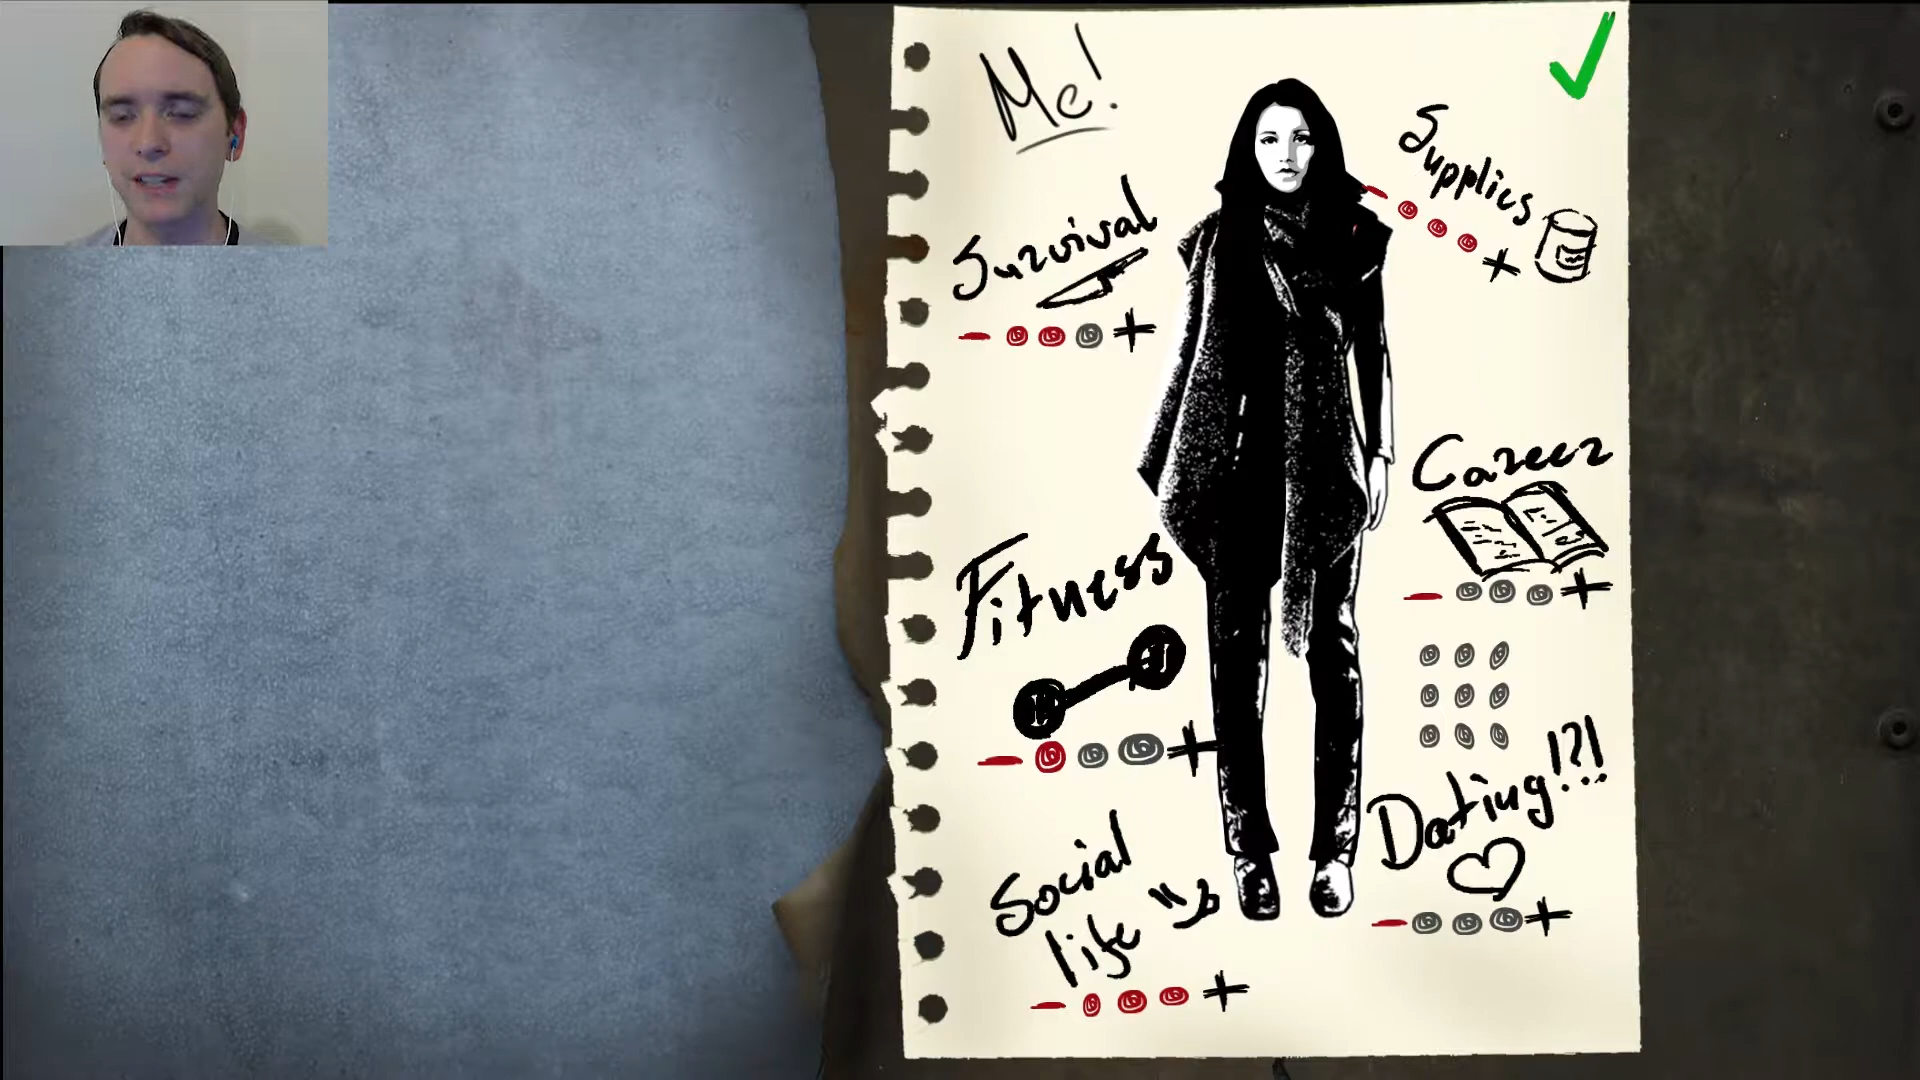 Me!
Supplies
Survival
Career
Fitness
Dating!?!
Social
life